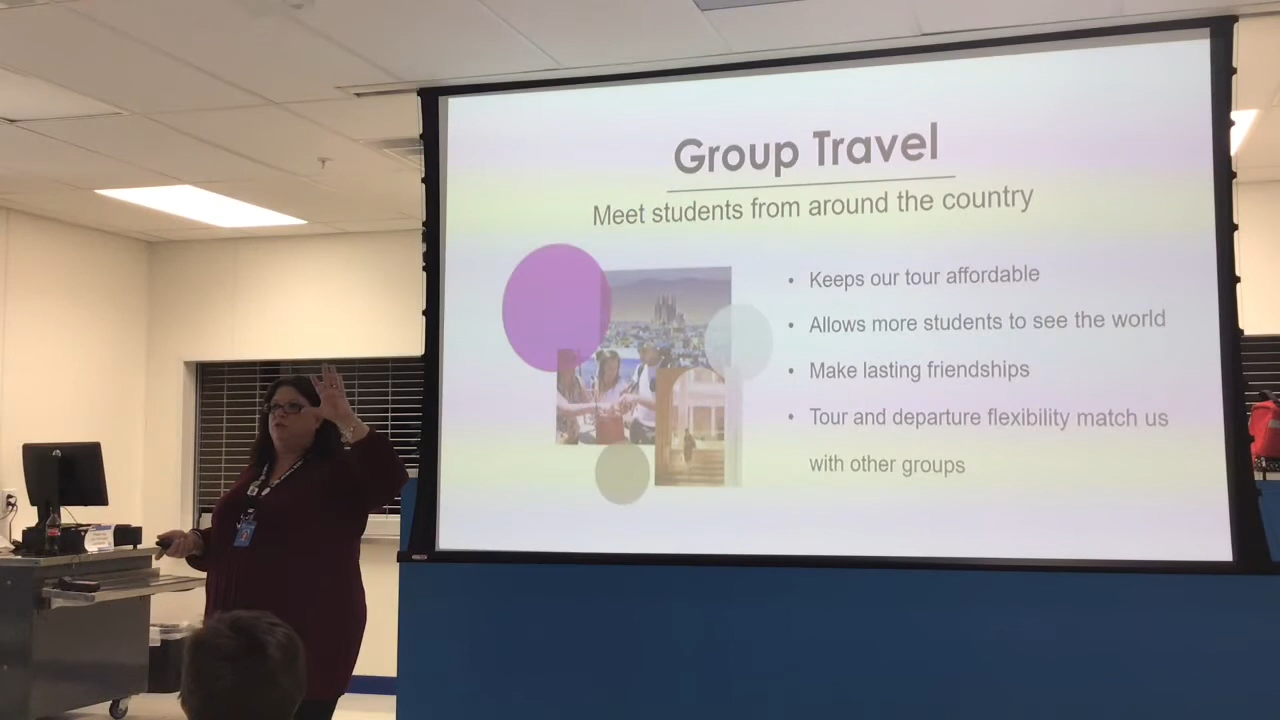 Group Travel
Meet students from around the country
• Keeps our tour affordable
• Allows more students to see the world
• Make lasting friendships
• Tour and departure flexibility match us
with other groups